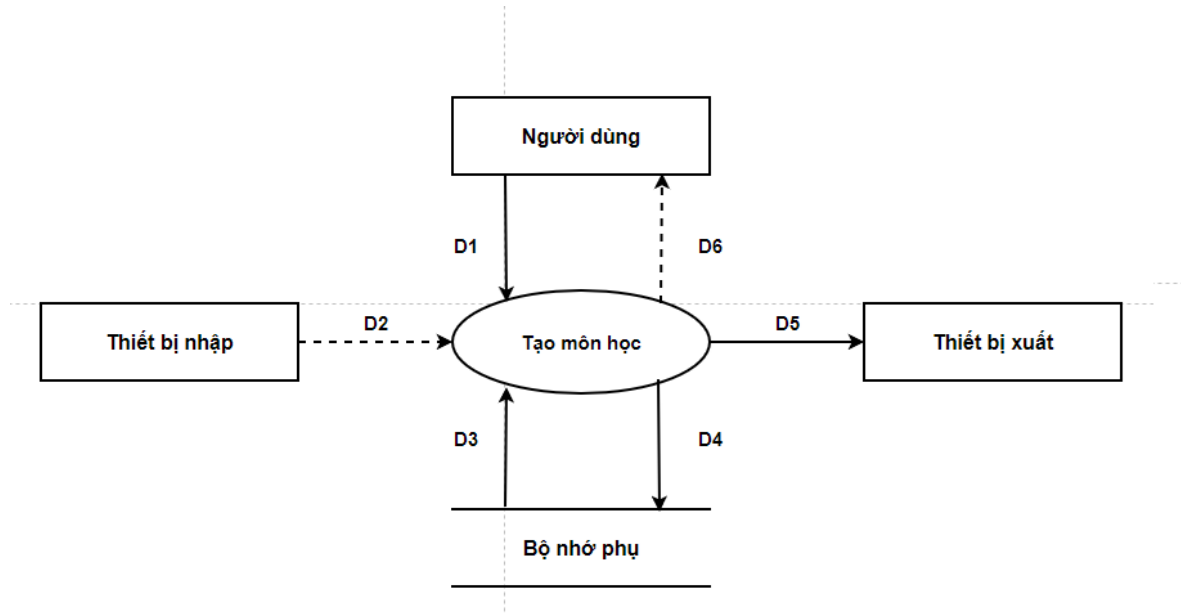 Người dùng
D1
D6
Thiết bị nhập
D2
Tạo môn học
D5
Thiết bị xuất
D3
D4
Bộ nhớ phụ